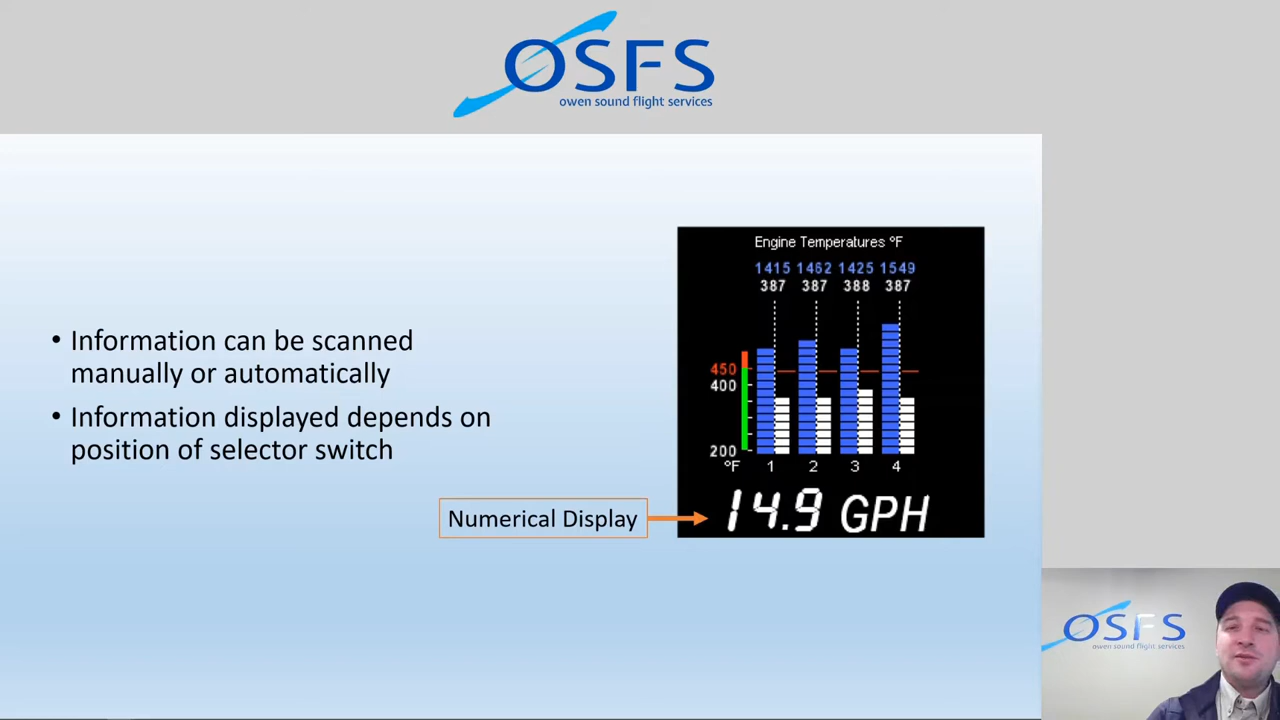 OSFS
owen sound flight services
Engine Temperatures °F
1415 1462 1425 1549
387 387 388 387
• Information can be scanned
manually or automatically
• Information displayed depends on
position of selector switch
450
400
200
°F 1 2 3 4
Numerical Display
14.9 GPH
OSFS
owen sound flight services